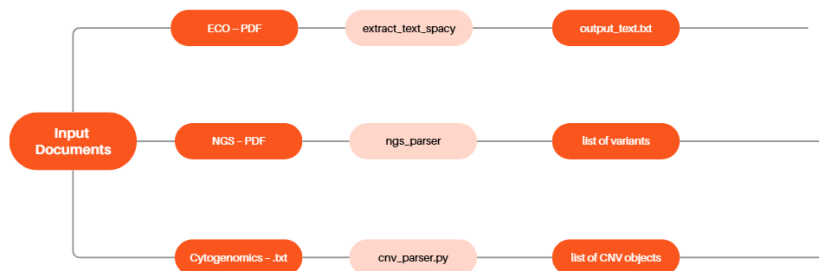 ECO – PDF
extract_text_spacy
output_text.txt
Input
Documents
NGS – PDF
ngs_parser
list of variants
Cytogenomics – .txt
cnv_parser.py
list of CNV objects